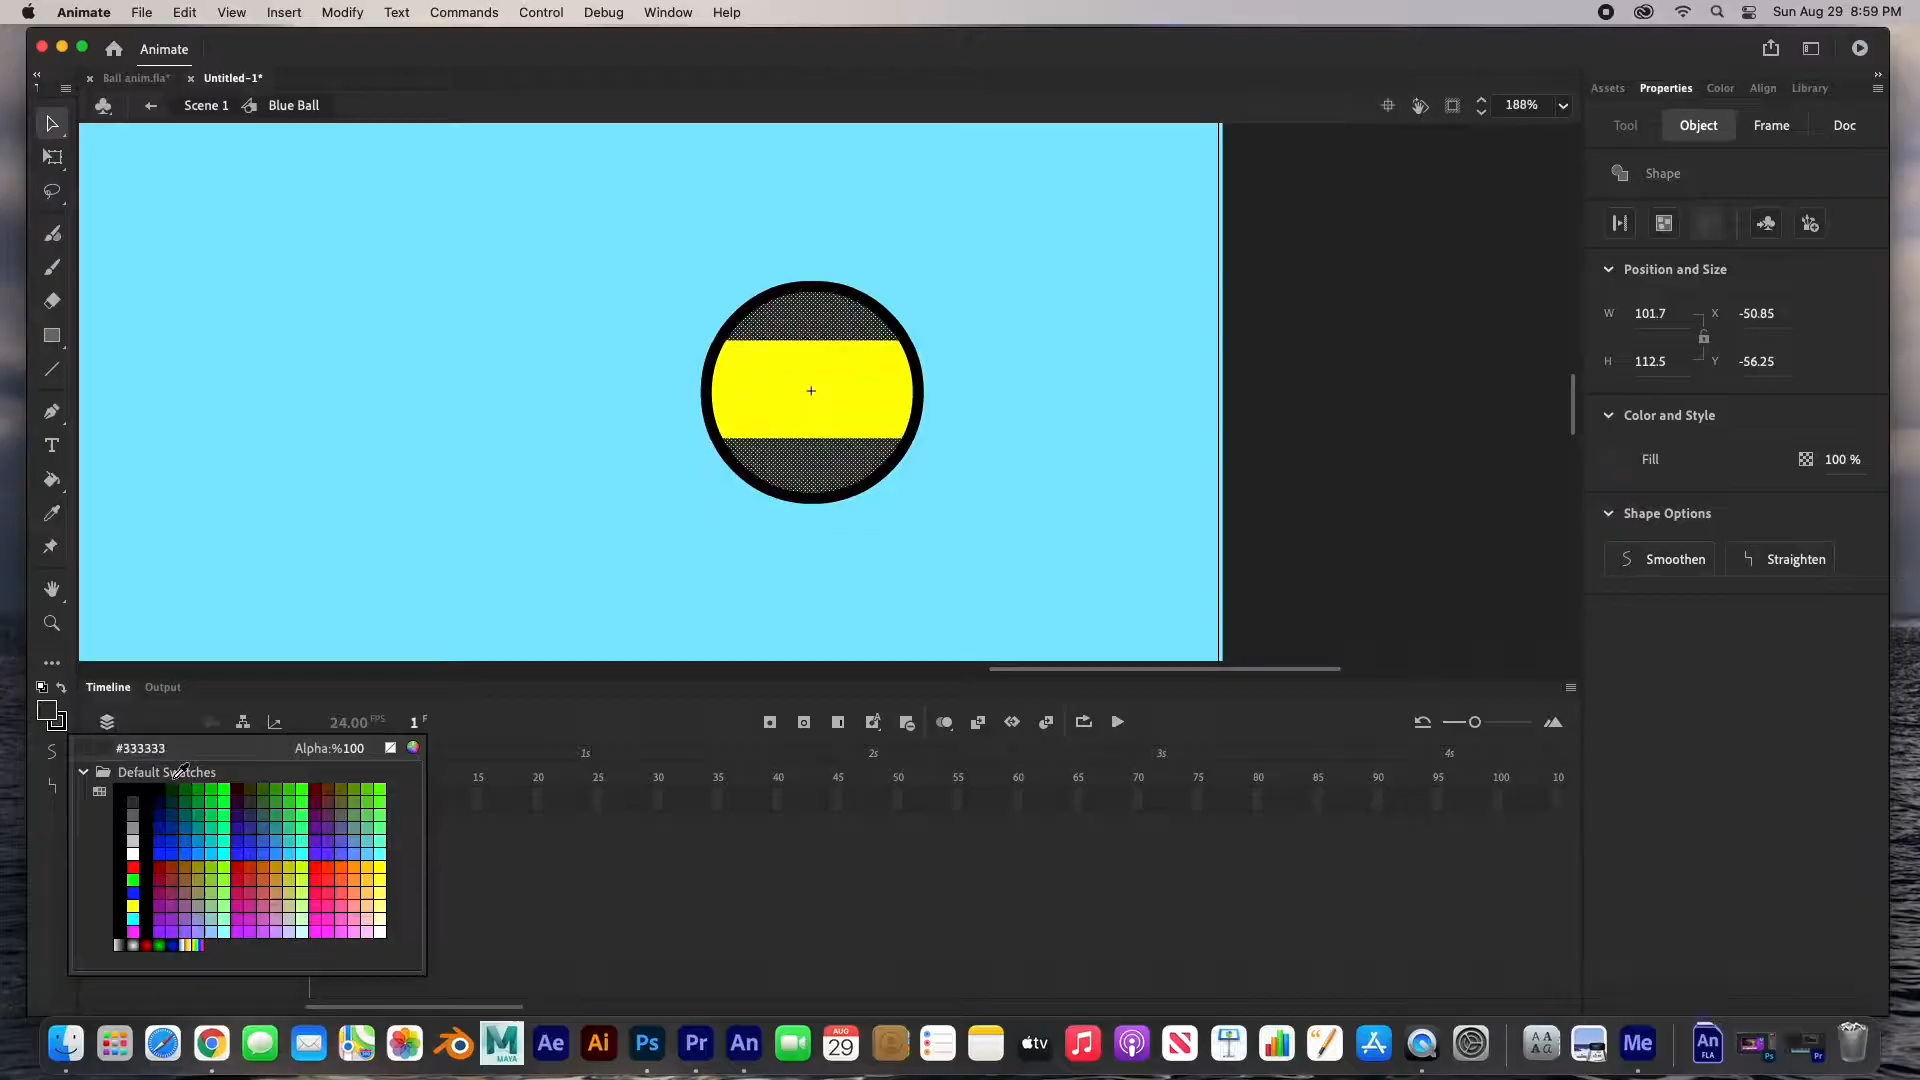 Animate File Edit View Insert Modify Text Commands Control Debug Window Help Sun Aug 29 8:59 PM
Animate
Ball anim.fla* Untitled-1*
Scene 1 Blue Ball 188%
Assets Properties Color Align Library
Tool Object Frame Doc
Shape
Position and Size
W 101.7 X -50.85
H 112.5 Y -56.25
Color and Style
Fill 100 %
Shape Options
Smoothen Straighten
Timeline Output
24.00 FPS 1 F
#333333 Alpha:%100
Default Swatches
1s 2s 3s 4s
15 20 25 30 35 40 45 50 55 60 65 70 75 80 85 90 95 100 10
MAYA Ae Ai Ps Pr An AUG 29 tv Me An FLA Ps Pr